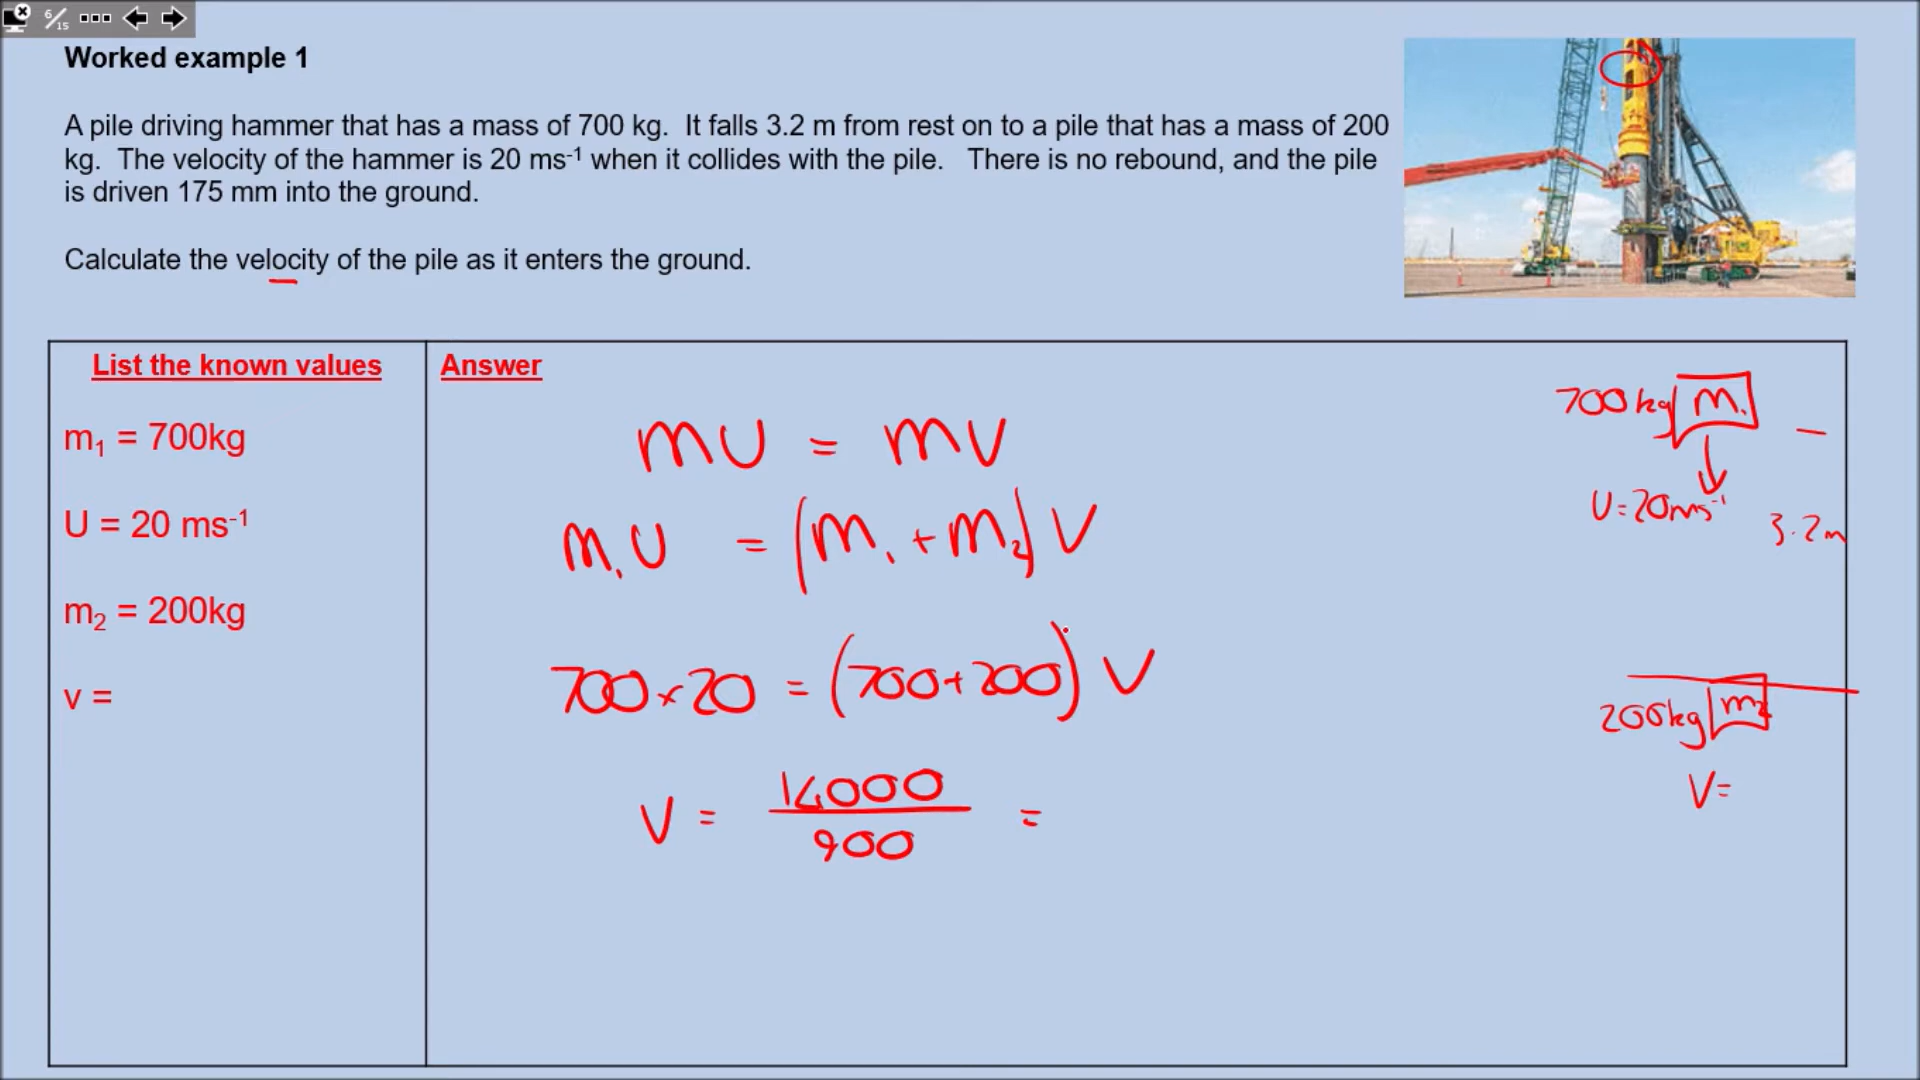 6/15
Worked example 1
A pile driving hammer that has a mass of 700 kg.  It falls 3.2 m from rest on to a pile that has a mass of 200
kg.  The velocity of the hammer is 20 ms⁻¹ when it collides with the pile.   There is no rebound, and the pile
is driven 175 mm into the ground.
Calculate the velocity of the pile as it enters the ground.
List the known values
m₁ = 700kg
U = 20 ms⁻¹
m₂ = 200kg
v =
Answer
mU = mV
m₁U = (m₁ + m₂) V
700 × 20 = (700 + 200) V
V = 14000 / 900 =
700kg m₁
U = 20ms⁻¹
3.2m
200kg m₂
V =